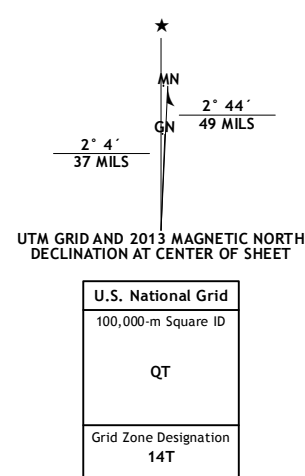 ★
MN
GN
2° 44´
49 MILS
2° 4´
37 MILS
UTM GRID AND 2013 MAGNETIC NORTH
DECLINATION AT CENTER OF SHEET
U.S. National Grid
100,000-m Square ID
QT
Grid Zone Designation
14T